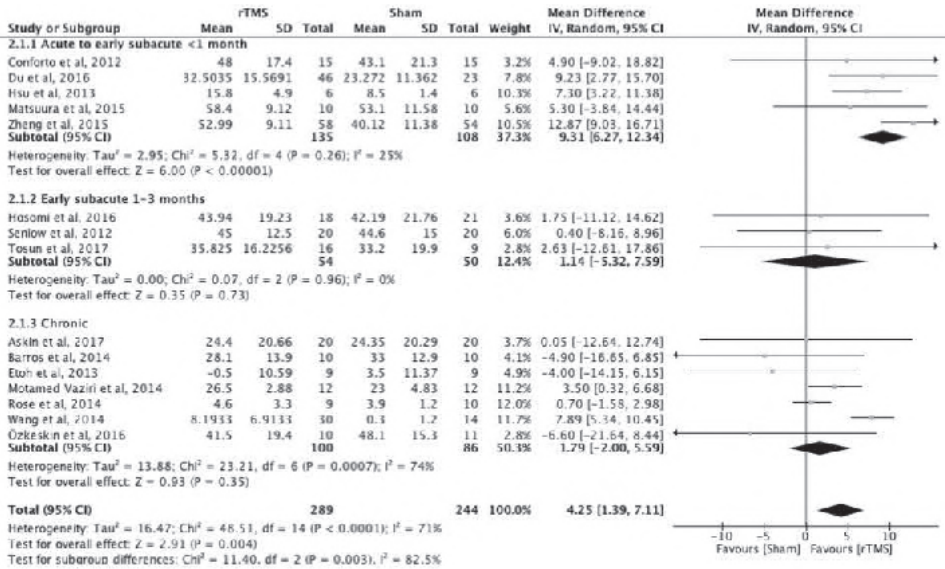 rTMS Sham Mean Difference Mean Difference
Study or Subgroup Mean SD Total Mean SD Total Weight IV, Random, 95% CI IV, Random, 95% CI
2.1.1 Acute to early subacute <1 month
Conforto et al, 2012 48 17.4 15 43.1 21.3 15 3.2% 4.90 [-9.02, 18.82]
Du et al, 2016 32.5035 15.5691 46 23.272 11.362 23 7.8% 9.23 [2.77, 15.70]
Hsu et al, 2013 15.8 4.9 6 8.5 1.4 6 10.3% 7.30 [3.22, 11.38]
Matsuura et al, 2015 58.4 9.12 10 53.1 11.58 10 5.6% 5.30 [-3.84, 14.44]
Zheng et al, 2015 52.99 9.11 58 40.12 11.38 54 10.5% 12.87 [9.03, 16.71]
Subtotal (95% CI) 135 108 37.3% 9.31 [6.27, 12.34]
Heterogeneity: Tau² = 2.95; Chi² = 5.32, df = 4 (P = 0.26); I² = 25%
Test for overall effect: Z = 6.00 (P < 0.00001)
2.1.2 Early subacute 1-3 months
Hosomi et al, 2016 43.94 19.23 18 42.19 21.76 21 3.6% 1.75 [-11.12, 14.62]
Seniow et al, 2012 45 12.5 20 44.6 15 20 6.0% 0.40 [-8.16, 8.96]
Tosun et al, 2017 35.825 16.2256 16 33.2 19.9 9 2.8% 2.63 [-12.61, 17.86]
Subtotal (95% CI) 54 50 12.4% 1.14 [-5.32, 7.59]
Heterogeneity: Tau² = 0.00; Chi² = 0.07, df = 2 (P = 0.96); I² = 0%
Test for overall effect: Z = 0.35 (P = 0.73)
2.1.3 Chronic
Askin et al, 2017 24.4 20.66 20 24.35 20.29 20 3.7% 0.05 [-12.64, 12.74]
Barros et al, 2014 28.1 13.9 10 33 12.9 10 4.1% -4.90 [-16.65, 6.85]
Etoh et al, 2013 -0.5 10.59 9 3.5 11.37 9 4.9% -4.00 [-14.15, 6.15]
Motamed Vaziri et al, 2014 26.5 2.88 12 23 4.83 12 11.2% 3.50 [0.32, 6.68]
Rose et al, 2014 4.6 3.3 9 3.9 1.2 10 12.0% 0.70 [-1.58, 2.98]
Wang et al, 2014 8.1933 6.9133 30 0.3 1.2 14 11.7% 7.89 [5.34, 10.45]
Özkeskin et al, 2016 41.5 19.4 10 48.1 15.3 11 2.8% -6.60 [-21.64, 8.44]
Subtotal (95% CI) 100 86 50.3% 1.79 [-2.00, 5.59]
Heterogeneity: Tau² = 13.88; Chi² = 23.21, df = 6 (P = 0.0007); I² = 74%
Test for overall effect: Z = 0.93 (P = 0.35)
Total (95% CI) 289 244 100.0% 4.25 [1.39, 7.11]
Heterogeneity: Tau² = 16.47; Chi² = 48.51, df = 14 (P < 0.0001); I² = 71%
Test for overall effect: Z = 2.91 (P = 0.004)
Test for subgroup differences: Chi² = 11.40, df = 2 (P = 0.003), I² = 82.5%
-10 -5 0 5 10
Favours [Sham] Favours [rTMS]